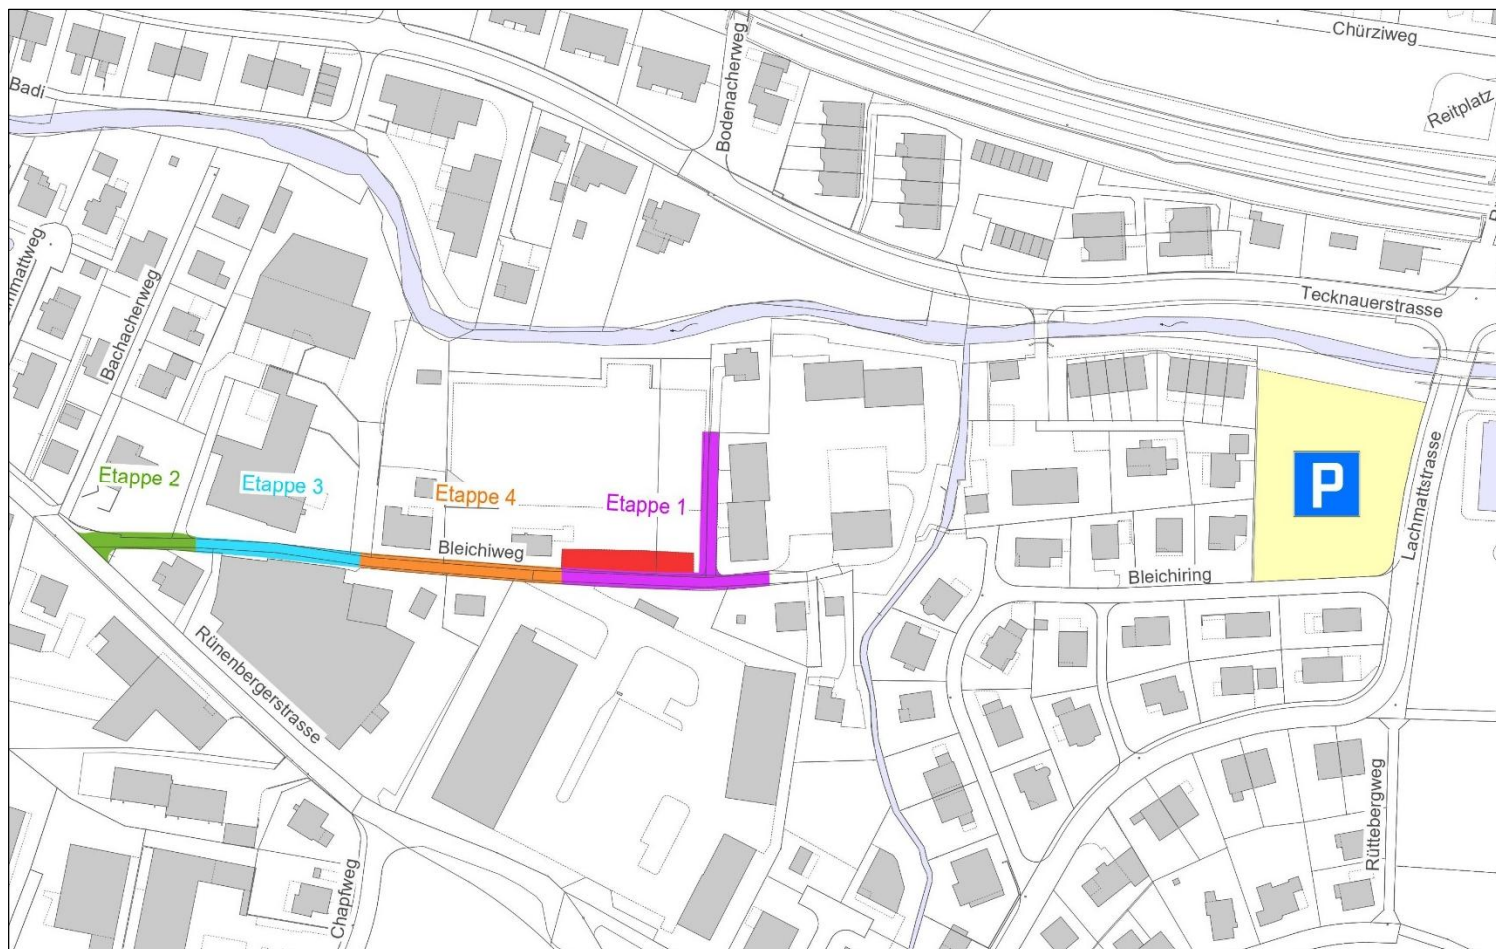 Chürziweg
Badi
Bodenacherweg
Reitplatz
Bachacherweg
Tecknauerstrasse
Etappe 2
Etappe 3
Etappe 4
Etappe 1
P
Lachmattstrasse
Bleichiweg
Bleichiring
Rünenbergerstrasse
Rüttebergweg
Chapfweg